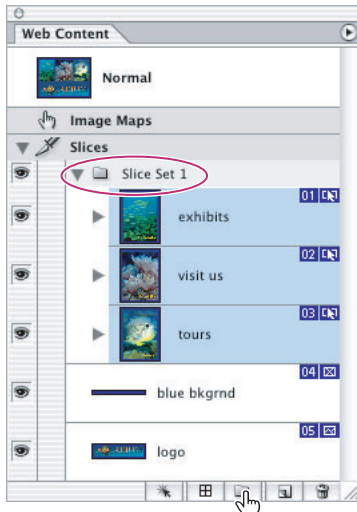 Web Content
Normal
Image Maps
Slices
Slice Set 1
01
exhibits
02
visit us
03
tours
04
blue bkgrnd
05
logo